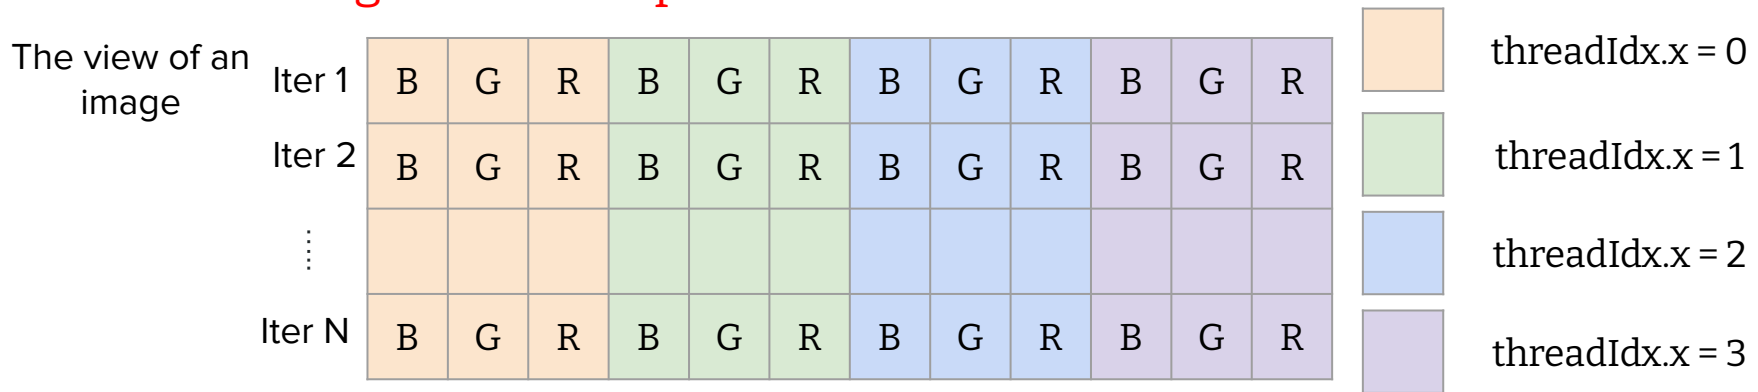 The view of an
image
Iter 1 B G R B G R B G R B G R
Iter 2 B G R B G R B G R B G R
......
Iter N B G R B G R B G R B G R
threadIdx.x = 0
threadIdx.x = 1
threadIdx.x = 2
threadIdx.x = 3